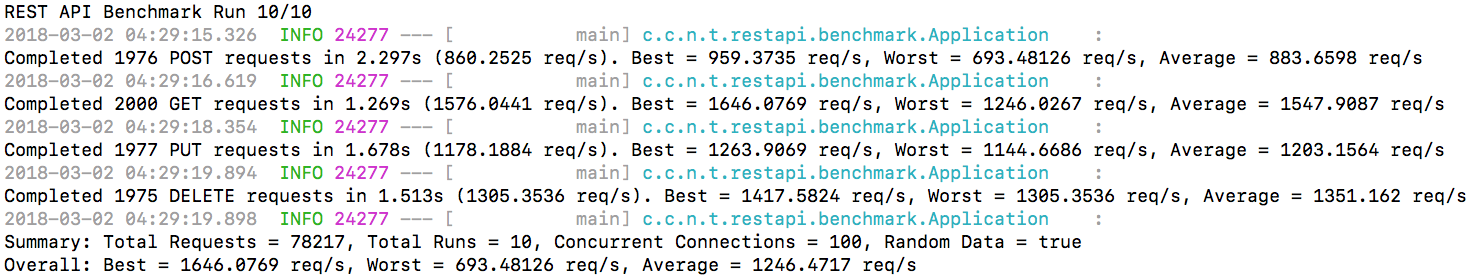 REST API Benchmark Run 10/10
2018-03-02 04:29:15.326  INFO 24277 --- [           main] c.c.n.t.restapi.benchmark.Application    :
Completed 1976 POST requests in 2.297s (860.2525 req/s). Best = 959.3735 req/s, Worst = 693.48126 req/s, Average = 883.6598 req/s
2018-03-02 04:29:16.619  INFO 24277 --- [           main] c.c.n.t.restapi.benchmark.Application    :
Completed 2000 GET requests in 1.269s (1576.0441 req/s). Best = 1646.0769 req/s, Worst = 1246.0267 req/s, Average = 1547.9087 req/s
2018-03-02 04:29:18.354  INFO 24277 --- [           main] c.c.n.t.restapi.benchmark.Application    :
Completed 1977 PUT requests in 1.678s (1178.1884 req/s). Best = 1263.9069 req/s, Worst = 1144.6686 req/s, Average = 1203.1564 req/s
2018-03-02 04:29:19.894  INFO 24277 --- [           main] c.c.n.t.restapi.benchmark.Application    :
Completed 1975 DELETE requests in 1.513s (1305.3536 req/s). Best = 1417.5824 req/s, Worst = 1305.3536 req/s, Average = 1351.162 req/s
2018-03-02 04:29:19.898  INFO 24277 --- [           main] c.c.n.t.restapi.benchmark.Application    :
Summary: Total Requests = 78217, Total Runs = 10, Concurrent Connections = 100, Random Data = true
Overall: Best = 1646.0769 req/s, Worst = 693.48126 req/s, Average = 1246.4717 req/s